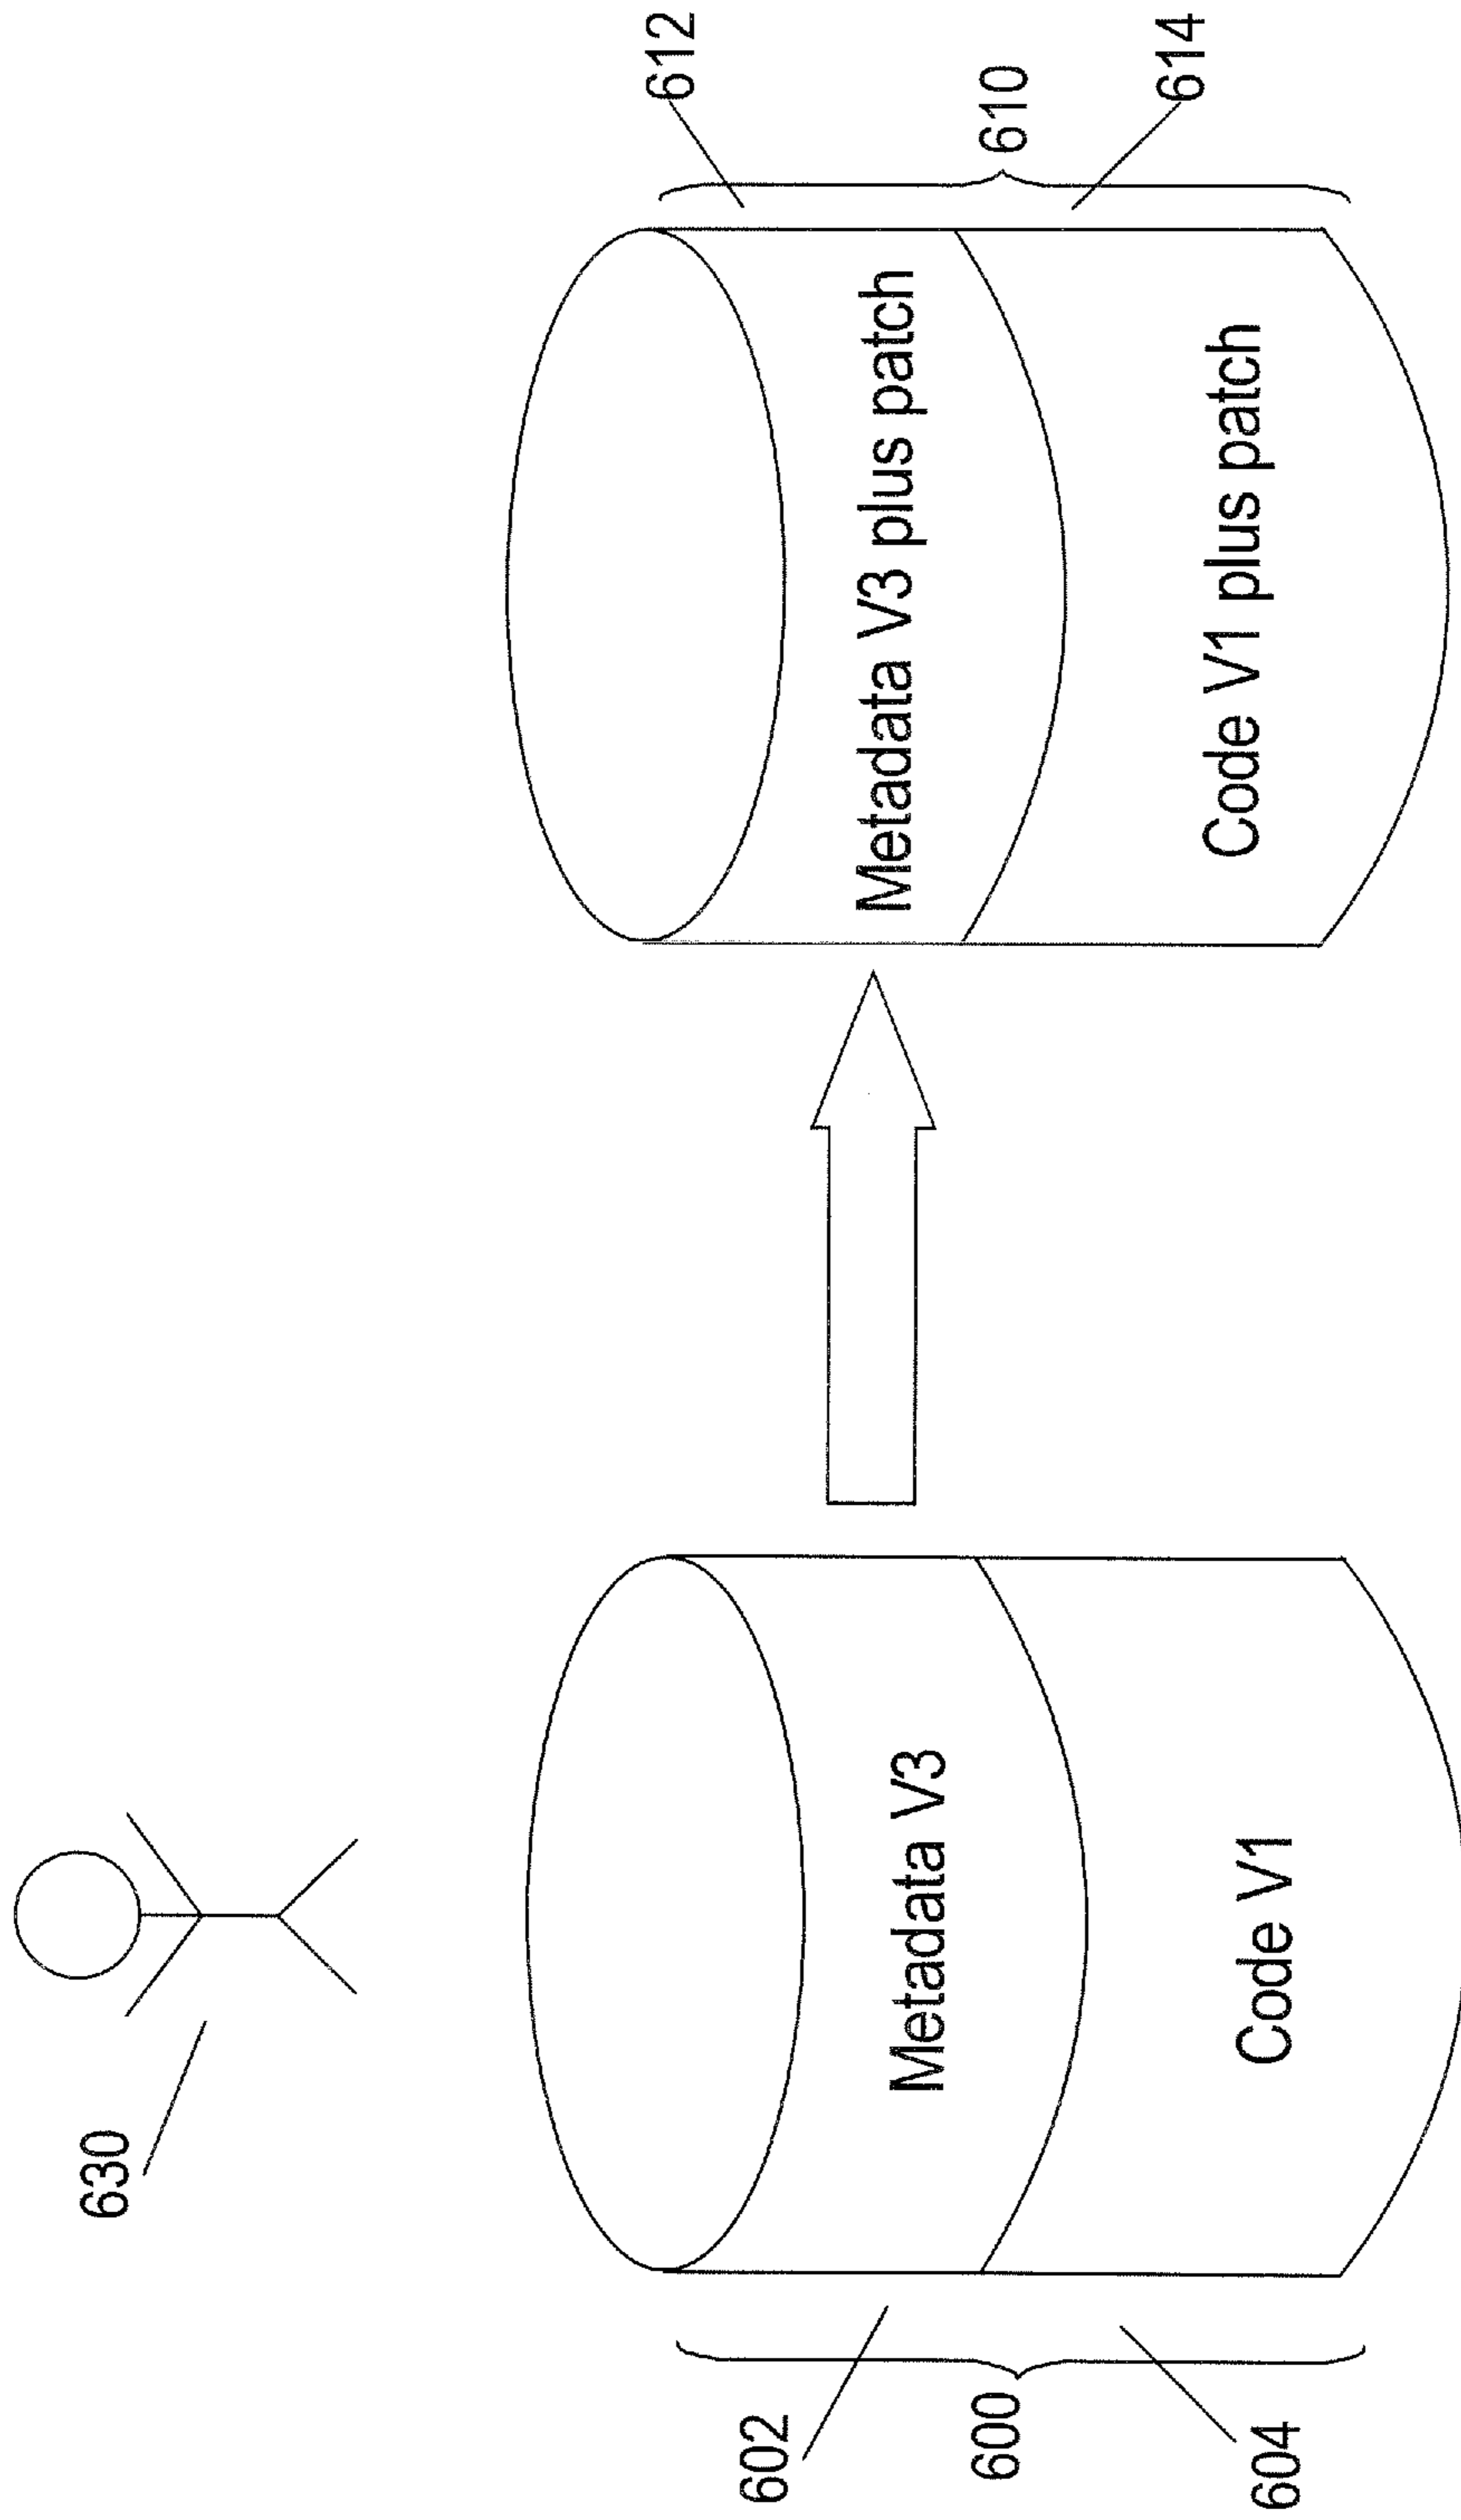 630
602
600
604
Metadata V3
Code V1
612
610
614
Metadata V3 plus patch
Code V1 plus patch